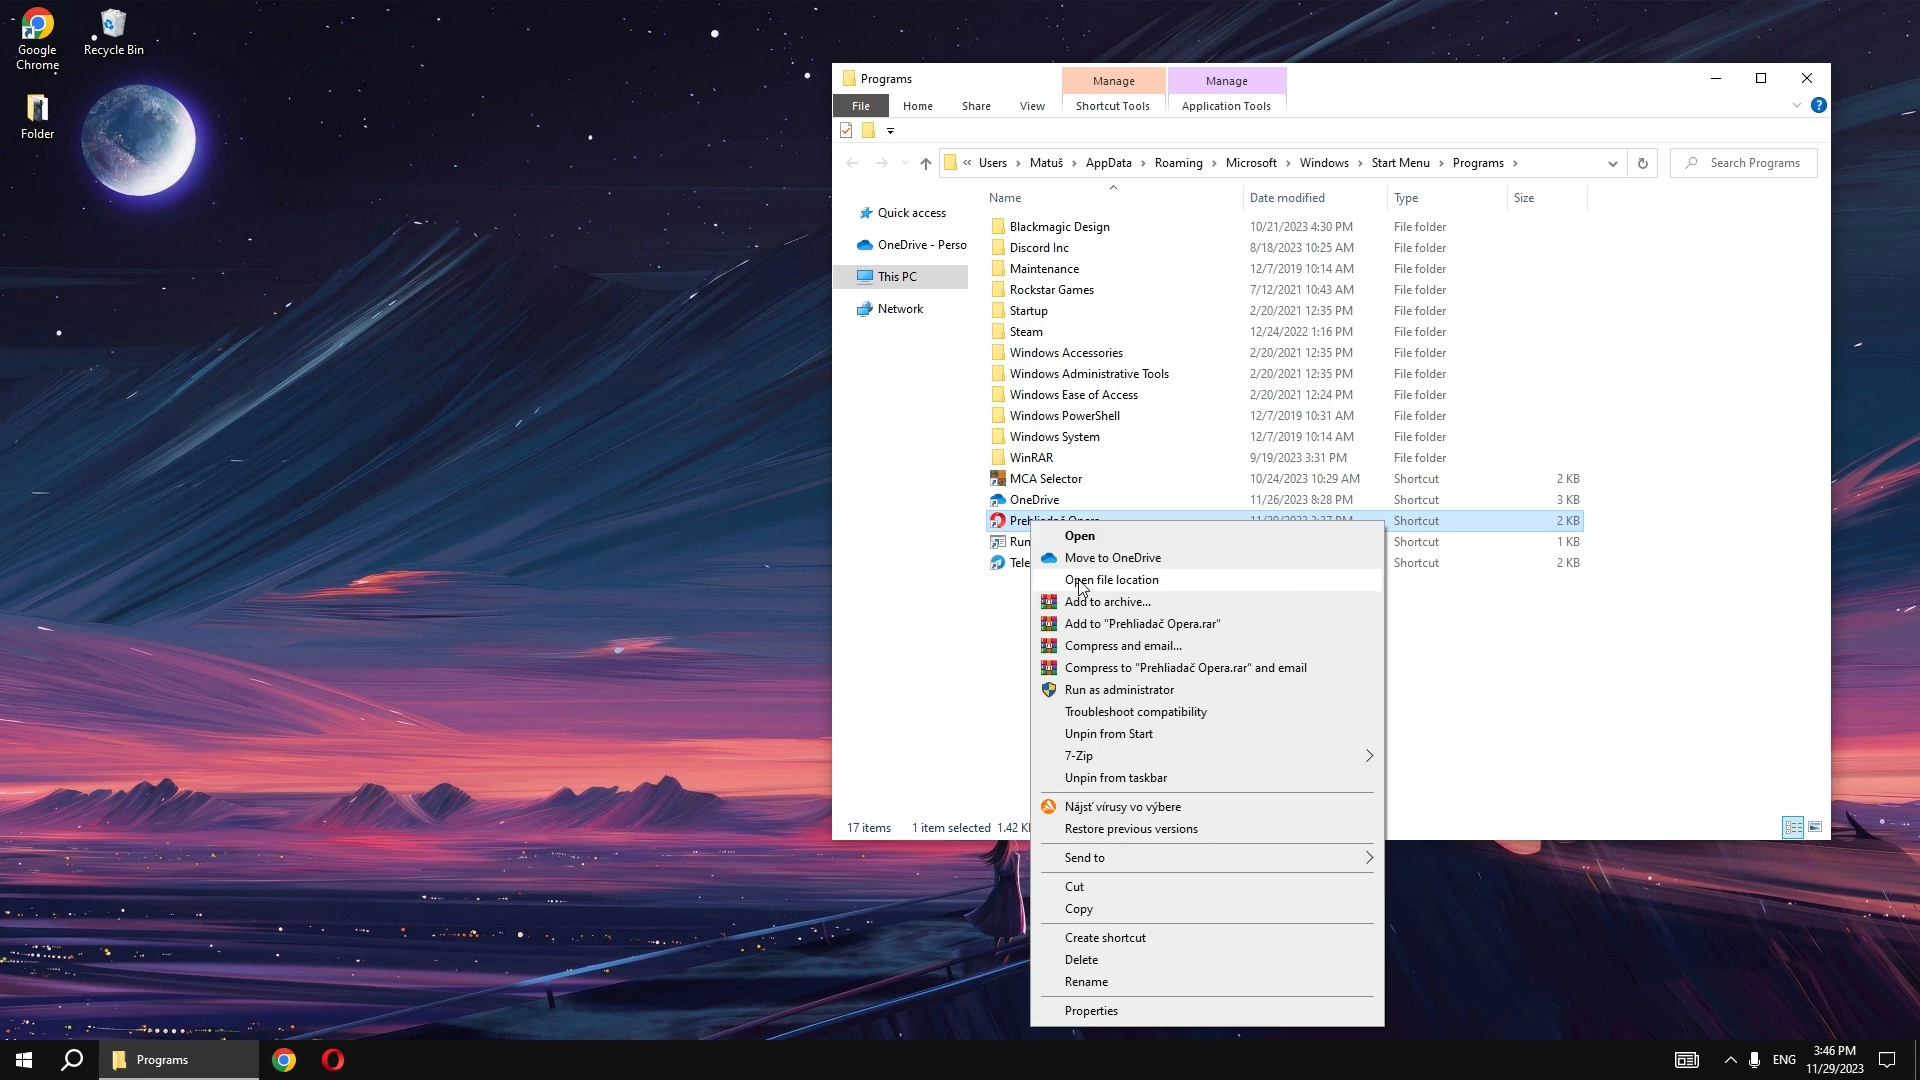 Google
Chrome
Recycle Bin
Folder
Programs
Manage
Manage
File
Home
Share
View
Shortcut Tools
Application Tools
« Users › Matuš › AppData › Roaming › Microsoft › Windows › Start Menu › Programs ›
Search Programs
Quick access
OneDrive - Perso
This PC
Network
Name Date modified Type Size
Blackmagic Design 10/21/2023 4:30 PM File folder
Discord Inc 8/18/2023 10:25 AM File folder
Maintenance 12/7/2019 10:14 AM File folder
Rockstar Games 7/12/2021 10:43 AM File folder
Startup 2/20/2021 12:35 PM File folder
Steam 12/24/2022 1:16 PM File folder
Windows Accessories 2/20/2021 12:35 PM File folder
Windows Administrative Tools 2/20/2021 12:35 PM File folder
Windows Ease of Access 2/20/2021 12:24 PM File folder
Windows PowerShell 12/7/2019 10:31 AM File folder
Windows System 12/7/2019 10:14 AM File folder
WinRAR 9/19/2023 3:31 PM File folder
MCA Selector 10/24/2023 10:29 AM Shortcut 2 KB
OneDrive 11/26/2023 8:28 PM Shortcut 3 KB
Prehliadač Opera Shortcut 2 KB
Run Shortcut 1 KB
Tele Shortcut 2 KB
Open
Move to OneDrive
Open file location
Add to archive...
Add to "Prehliadač Opera.rar"
Compress and email...
Compress to "Prehliadač Opera.rar" and email
Run as administrator
Troubleshoot compatibility
Unpin from Start
7-Zip
Unpin from taskbar
Nájsť vírusy vo výbere
Restore previous versions
Send to
Cut
Copy
Create shortcut
Delete
Rename
Properties
17 items 1 item selected 1.42 K
Programs
ENG
3:46 PM
11/29/2023